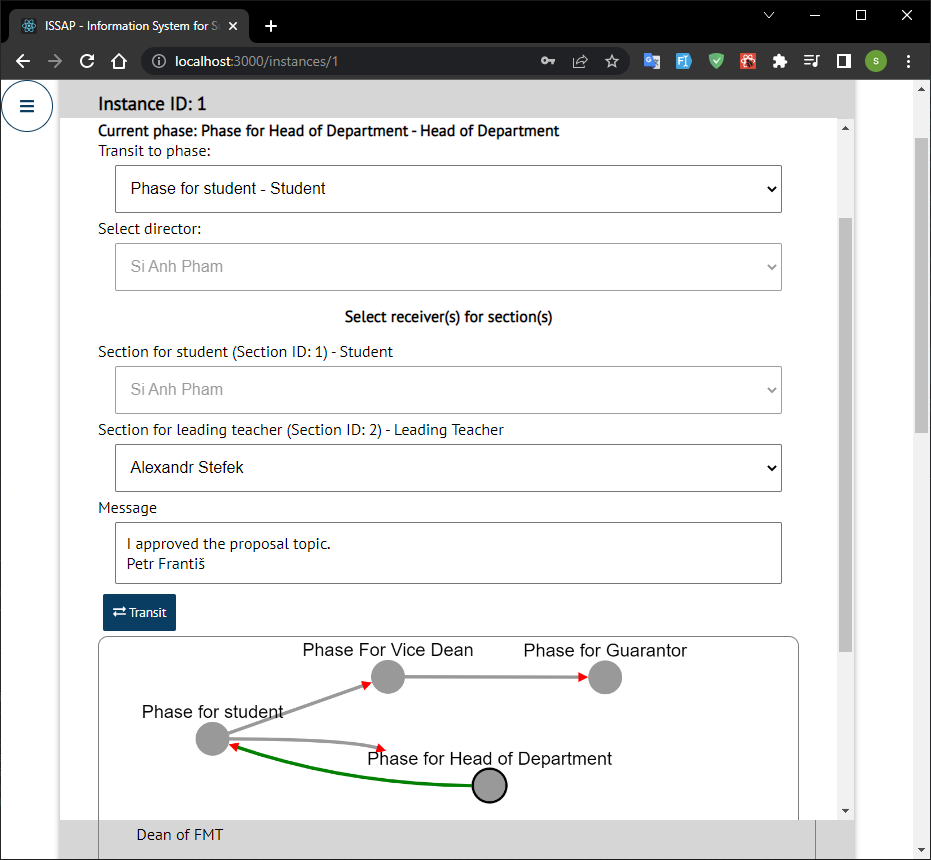 ISSAP - Information System for S
localhost:3000/instances/1
S
Instance ID: 1
Current phase: Phase for Head of Department - Head of Department
Transit to phase:
Phase for student - Student
Select director:
Si Anh Pham
Select receiver(s) for section(s)
Section for student (Section ID: 1) - Student
Si Anh Pham
Section for leading teacher (Section ID: 2) - Leading Teacher
Alexandr Stefek
Message
I approved the proposal topic.
Petr Františ
Transit
Phase For Vice Dean
Phase for Guarantor
Phase for student
Phase for Head of Department
Dean of FMT